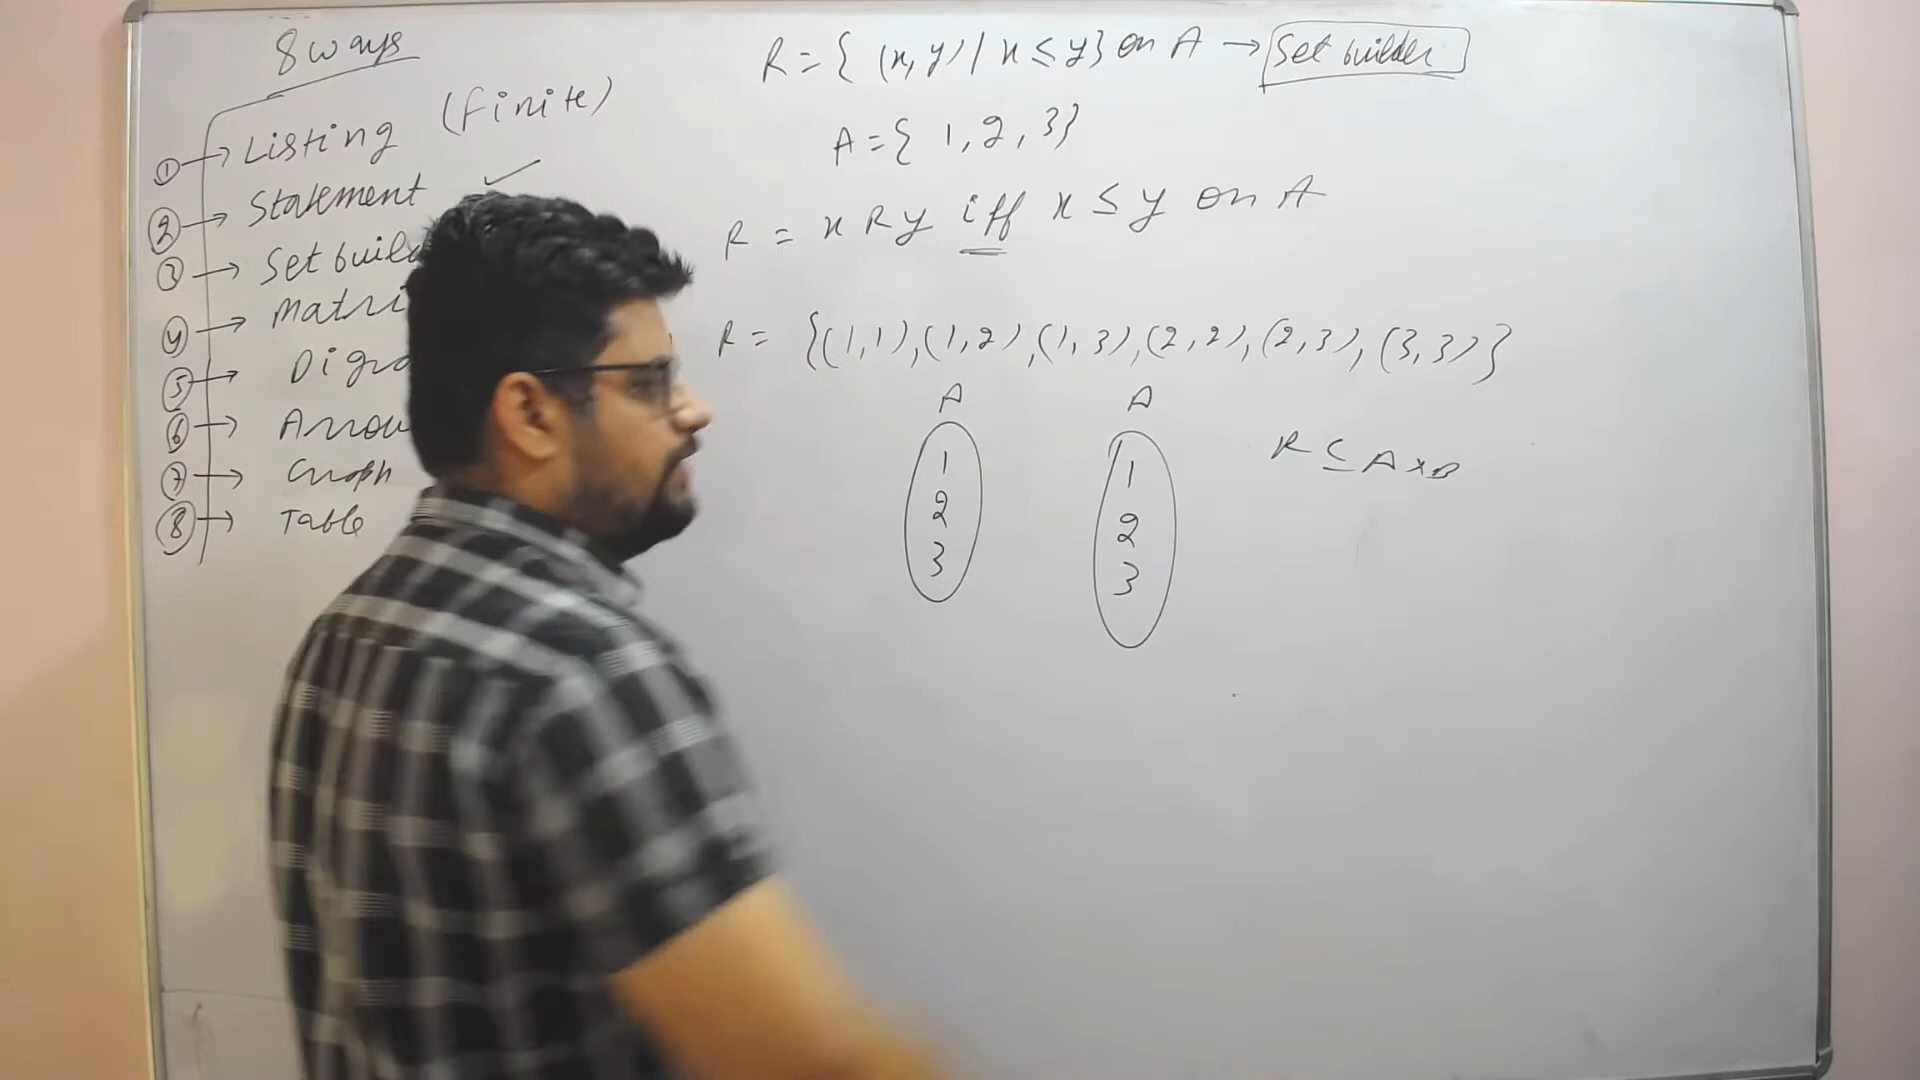 8 ways
① → Listing (finite)
② → Statement ✓
③ → Set build
④ → Matri
⑤ → Digra
⑥ → Arrow
⑦ → Graph
⑧ → Table
R = { (x, y) / x ≤ y} on A → Set builder
A = { 1, 2, 3}
R = x R y iff x ≤ y on A
R = {(1,1),(1,2),(1,3),(2,2),(2,3),(3,3)}
A A
1 1
2 2
3 3
R ⊆ A×B